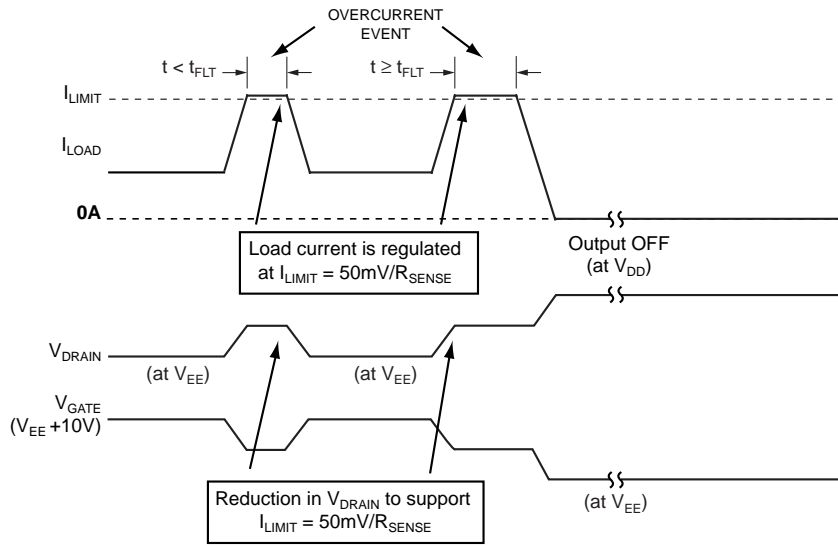 OVERCURRENT
EVENT
t < tFLT
t ≥ tFLT
ILIMIT
ILOAD
0A
Load current is regulated
at ILIMIT = 50mV/RSENSE
Output OFF
(at VDD)
VDRAIN
(at VEE)
(at VEE)
VGATE
(VEE +10V)
Reduction in VDRAIN to support
ILIMIT = 50mV/RSENSE
(at VEE)